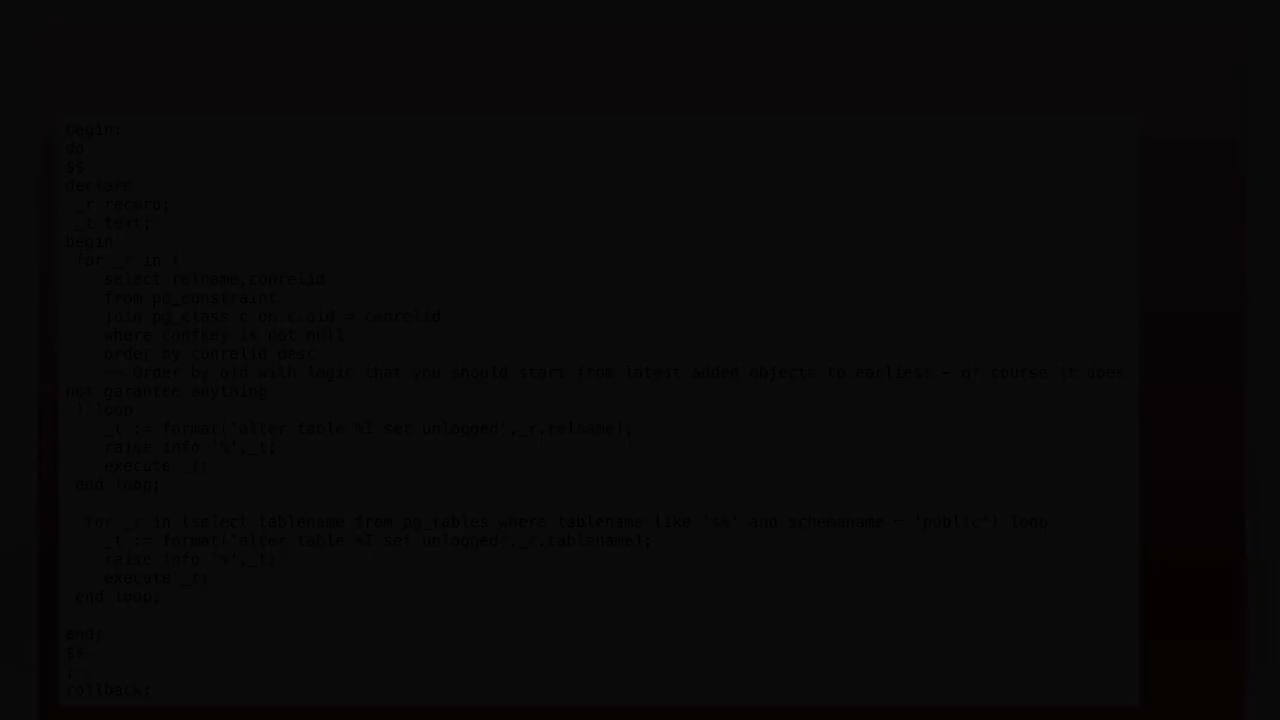 begin;
do
$$
declare
_r record;
_t text;
begin
for _r in (
select relname,conrelid
from pg_constraint
join pg_class c on c.oid = conrelid
where confkey is not null
order by conrelid desc
-- Order by oid with logic that you should start from latest added objects to earliest - of course it does
not garantee anything
) loop
_t := format('alter table %I set unlogged',_r.relname);
raise info '%',_t;
execute _t;
end loop;
for _r in (select tablename from pg_tables where tablename like 's%' and schemaname = 'public') loop
_t := format('alter table %I set unlogged',_r.tablename);
raise info '%',_t;
execute _t;
end loop;
end;
$$
;
rollback;